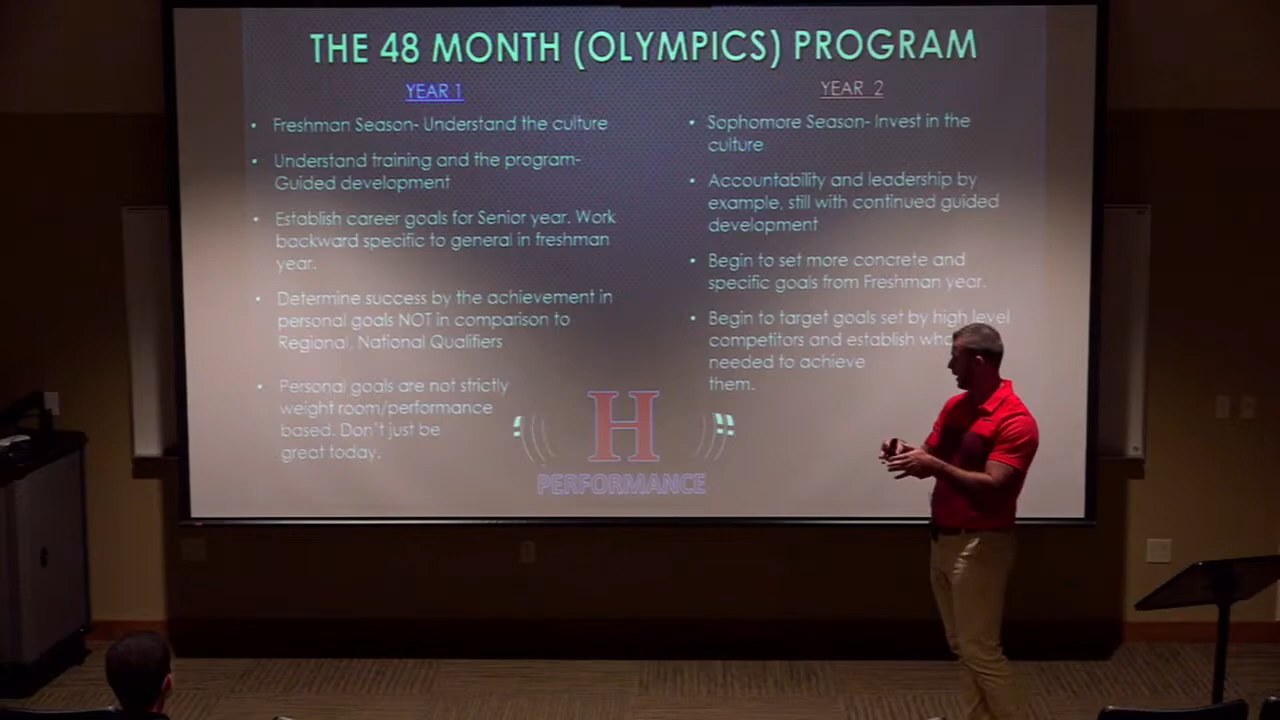 THE 48 MONTH (OLYMPICS) PROGRAM
YEAR 1
• Freshman Season- Understand the culture
• Understand training and the program-
Guided development
• Establish career goals for Senior year. Work
backward specific to general in freshman
year.
• Determine success by the achievement in
personal goals NOT in comparison to
Regional, National Qualifiers
• Personal goals are not strictly
weight room/performance
based. Don't just be
great today.
YEAR 2
• Sophomore Season- Invest in the
culture
• Accountability and leadership by
example, still with continued guided
development
• Begin to set more concrete and
specific goals from Freshman year.
• Begin to target goals set by high level
competitors and establish
needed to achieve
them.
H
PERFORMANCE